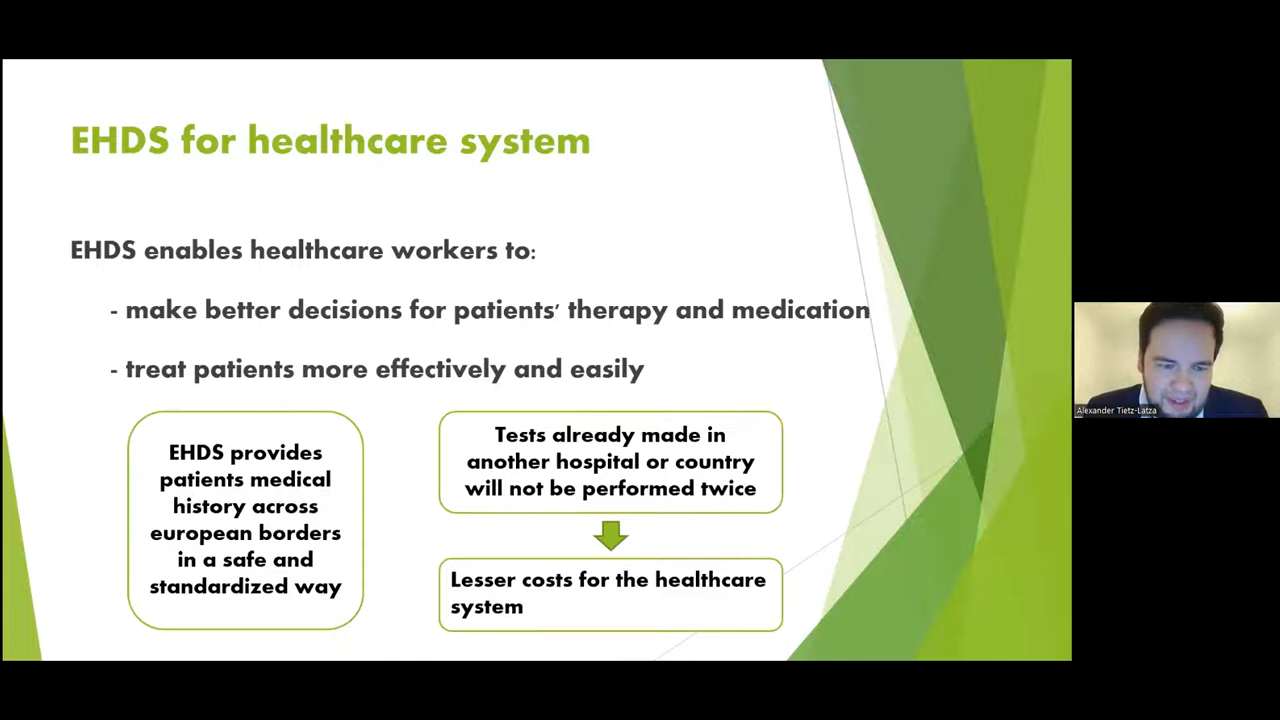 EHDS for healthcare system
EHDS enables healthcare workers to:
- make better decisions for patients' therapy and medication
- treat patients more effectively and easily
EHDS provides
patients medical
history across
european borders
in a safe and
standardized way
Tests already made in
another hospital or country
will not be performed twice
Lesser costs for the healthcare
system
Alexander Tietz-Latza